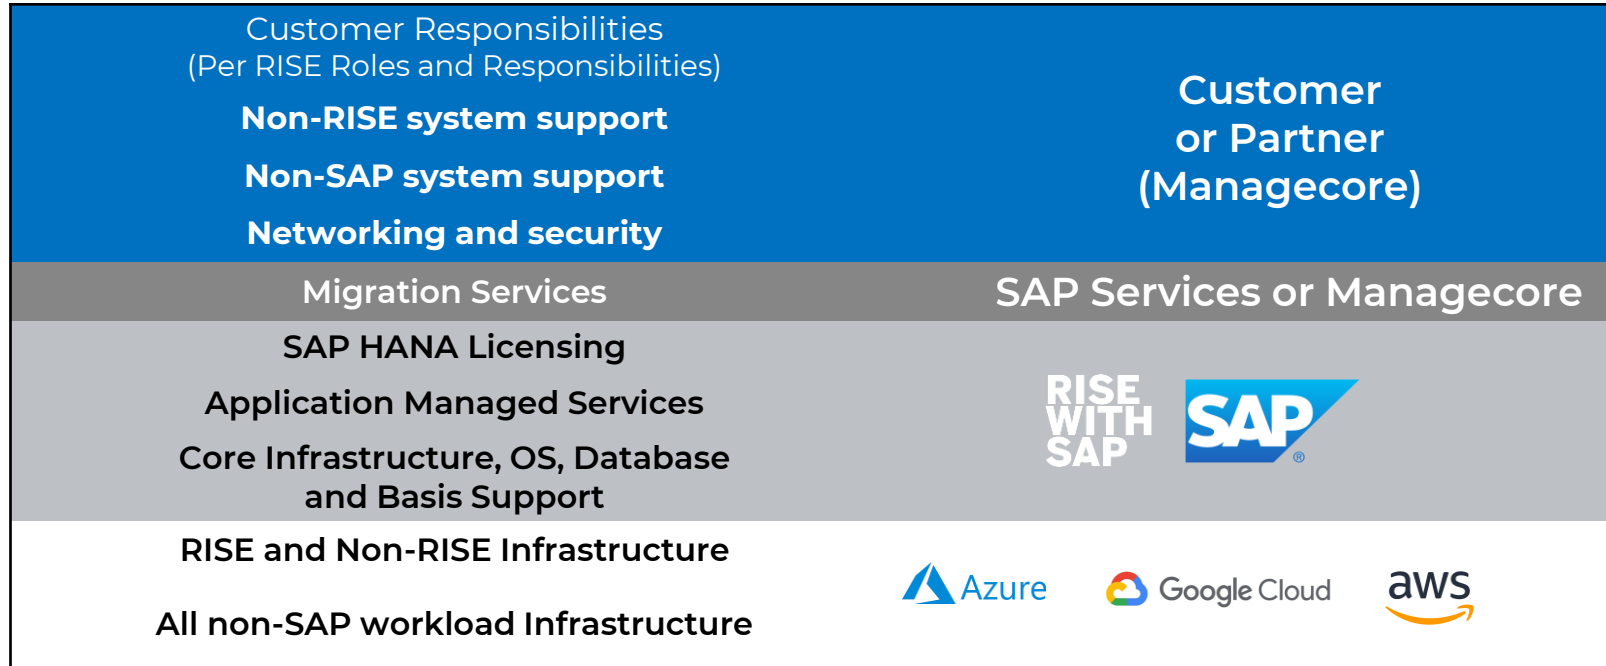 Customer Responsibilities
(Per RISE Roles and Responsibilities)
Non-RISE system support
Non-SAP system support
Networking and security
Customer
or Partner
(Managecore)
Migration Services
SAP Services or Managecore
SAP HANA Licensing
Application Managed Services
Core Infrastructure, OS, Database
and Basis Support
RISE
WITH
SAP
SAP
®
RISE and Non-RISE Infrastructure
All non-SAP workload Infrastructure
Azure
Google Cloud
aws